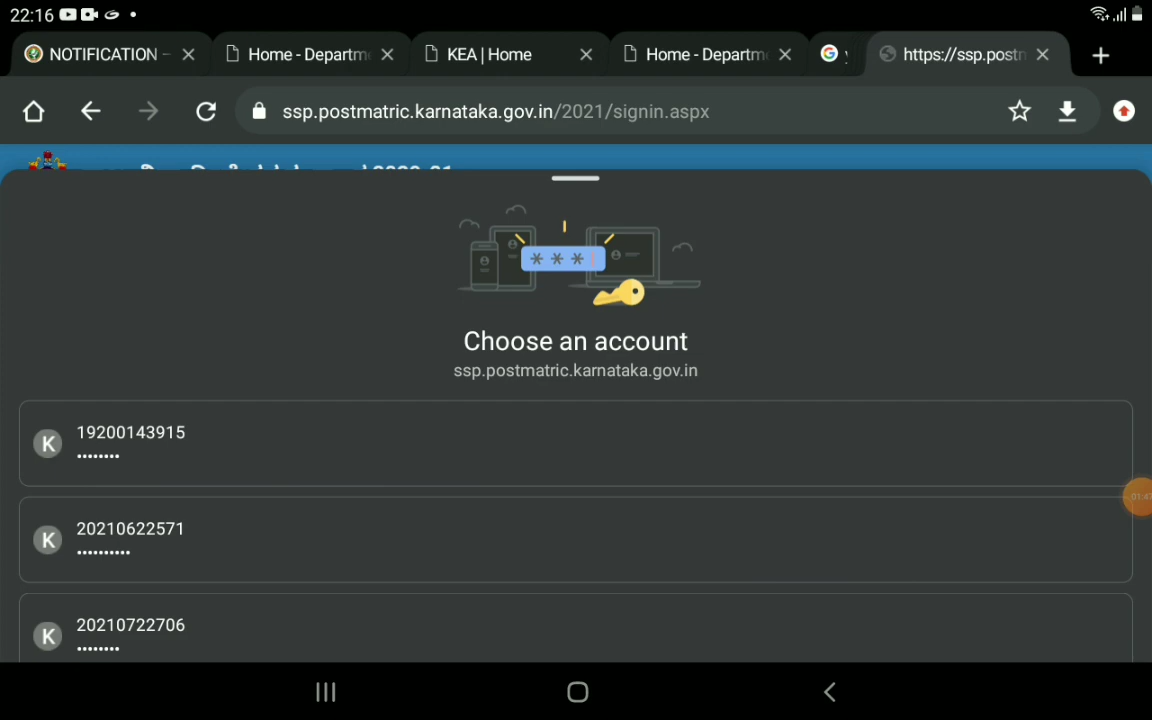 22:16
NOTIFICATION -
Home - Departm
KEA | Home
Home - Departm
https://ssp.postn
ssp.postmatric.karnataka.gov.in/2021/signin.aspx
* * *
Choose an account
ssp.postmatric.karnataka.gov.in
K
19200143915
••••••••
K
20210622571
••••••••••
K
20210722706
••••••••